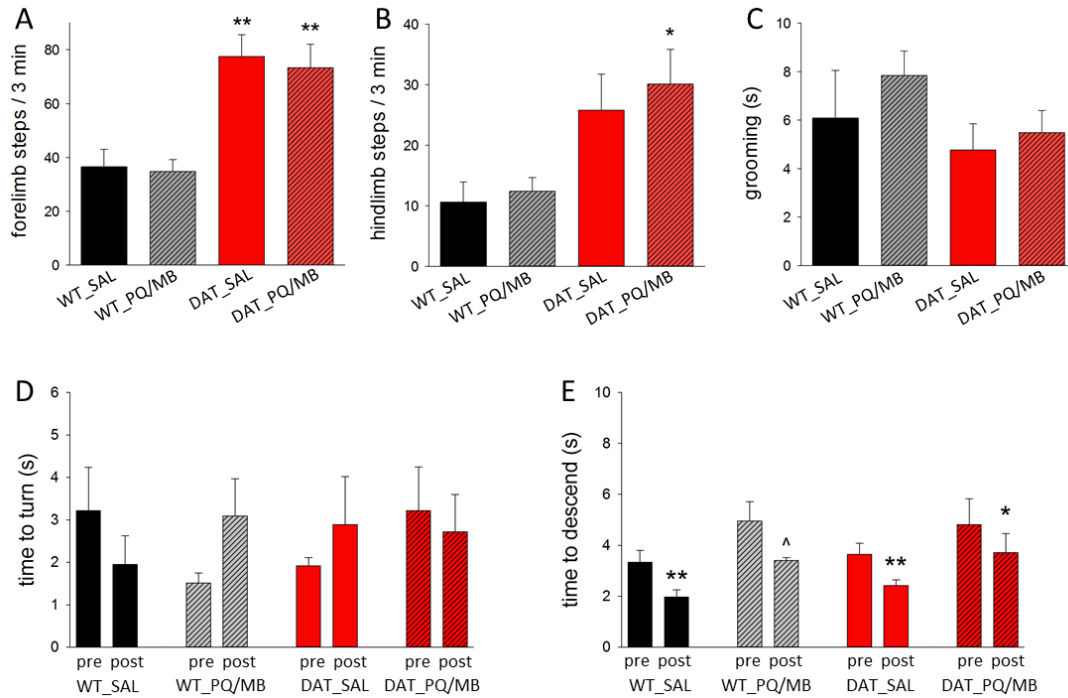 A
forelimb steps / 3 min
80
60
40
20
0
**
**
WT_SAL
WT_PQ/MB
DAT_SAL
DAT_PQ/MB
B
hindlimb steps / 3 min
40
30
20
10
0
*
WT_SAL
WT_PQ/MB
DAT_SAL
DAT_PQ/MB
C
grooming (s)
10
8
6
4
2
0
WT_SAL
WT_PQ/MB
DAT_SAL
DAT_PQ/MB
D
time to turn (s)
6
5
4
3
2
1
0
pre post pre post pre post pre post
WT_SAL WT_PQ/MB DAT_SAL DAT_PQ/MB
E
time to descend (s)
10
8
6
4
2
0
**
^
**
*
pre post pre post pre post pre post
WT_SAL WT_PQ/MB DAT_SAL DAT_PQ/MB